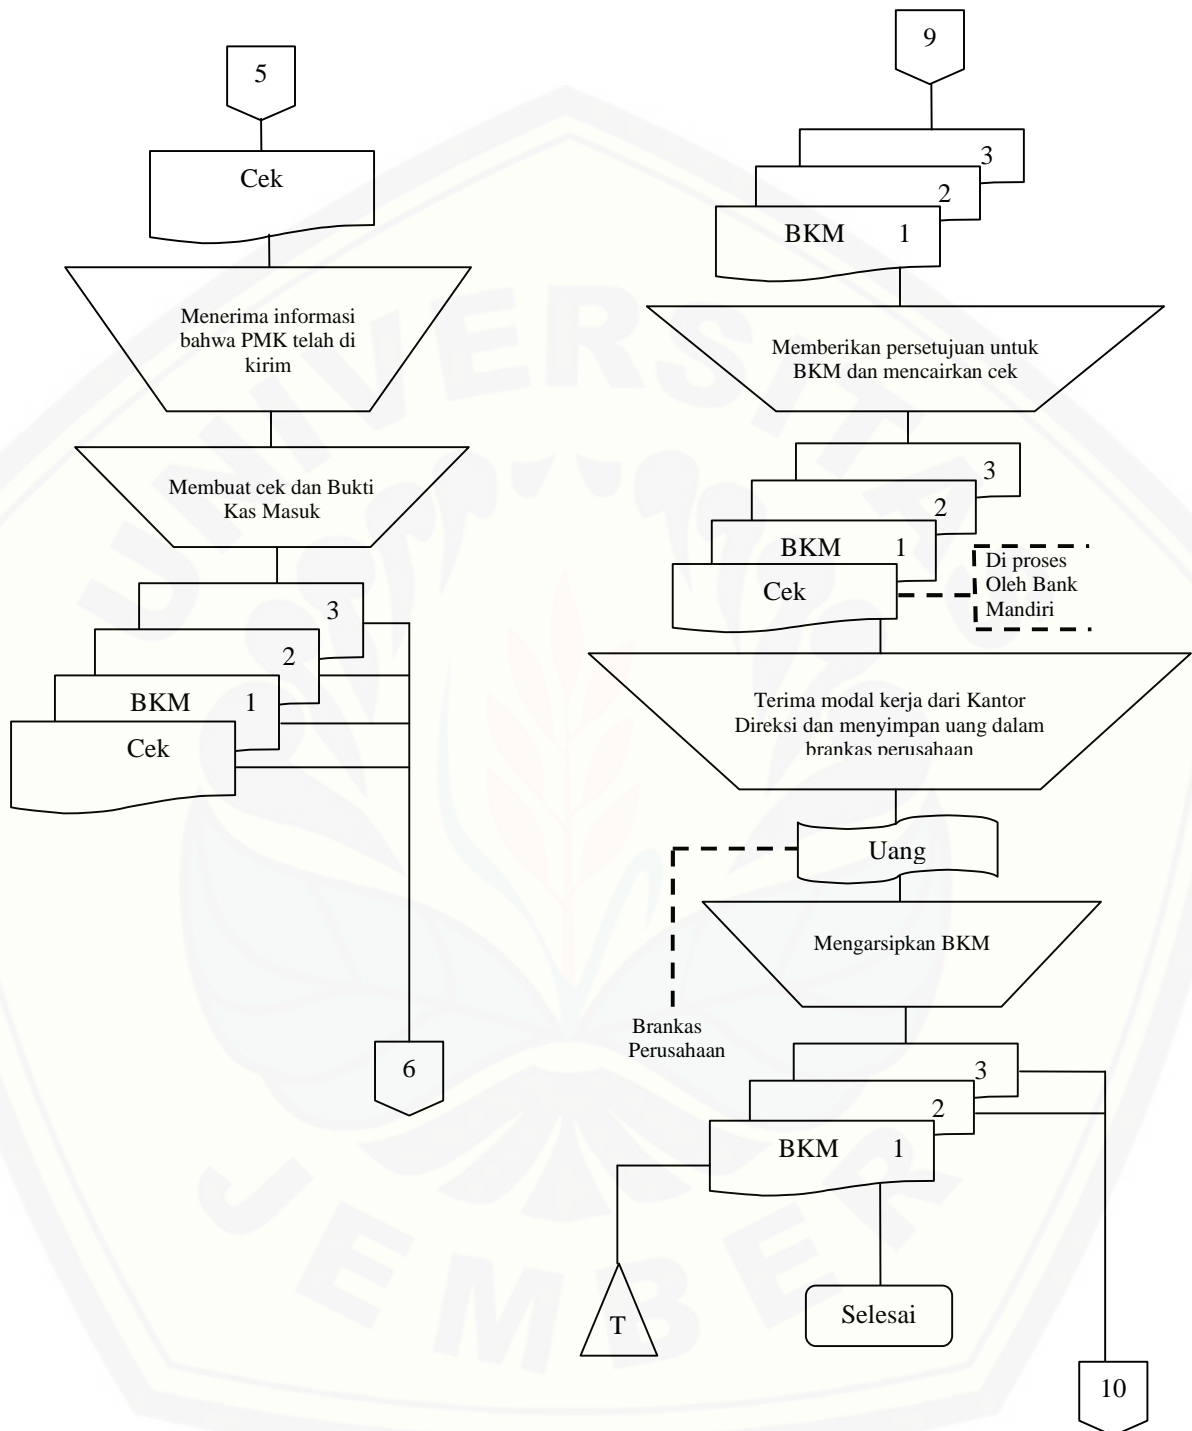 5
Cek
Menerima informasi
bahwa PMK telah di
kirim
Membuat cek dan Bukti
Kas Masuk
3
2
BKM 1
Cek
6
9
3
2
BKM 1
Memberikan persetujuan untuk
BKM dan mencairkan cek
3
2
BKM 1
Cek
Di proses
Oleh Bank
Mandiri
Terima modal kerja dari Kantor
Direksi dan menyimpan uang dalam
brankas perusahaan
Uang
Brankas
Perusahaan
Mengarsipkan BKM
3
2
BKM 1
T
Selesai
10
UNIVERSITAS
JEMBER